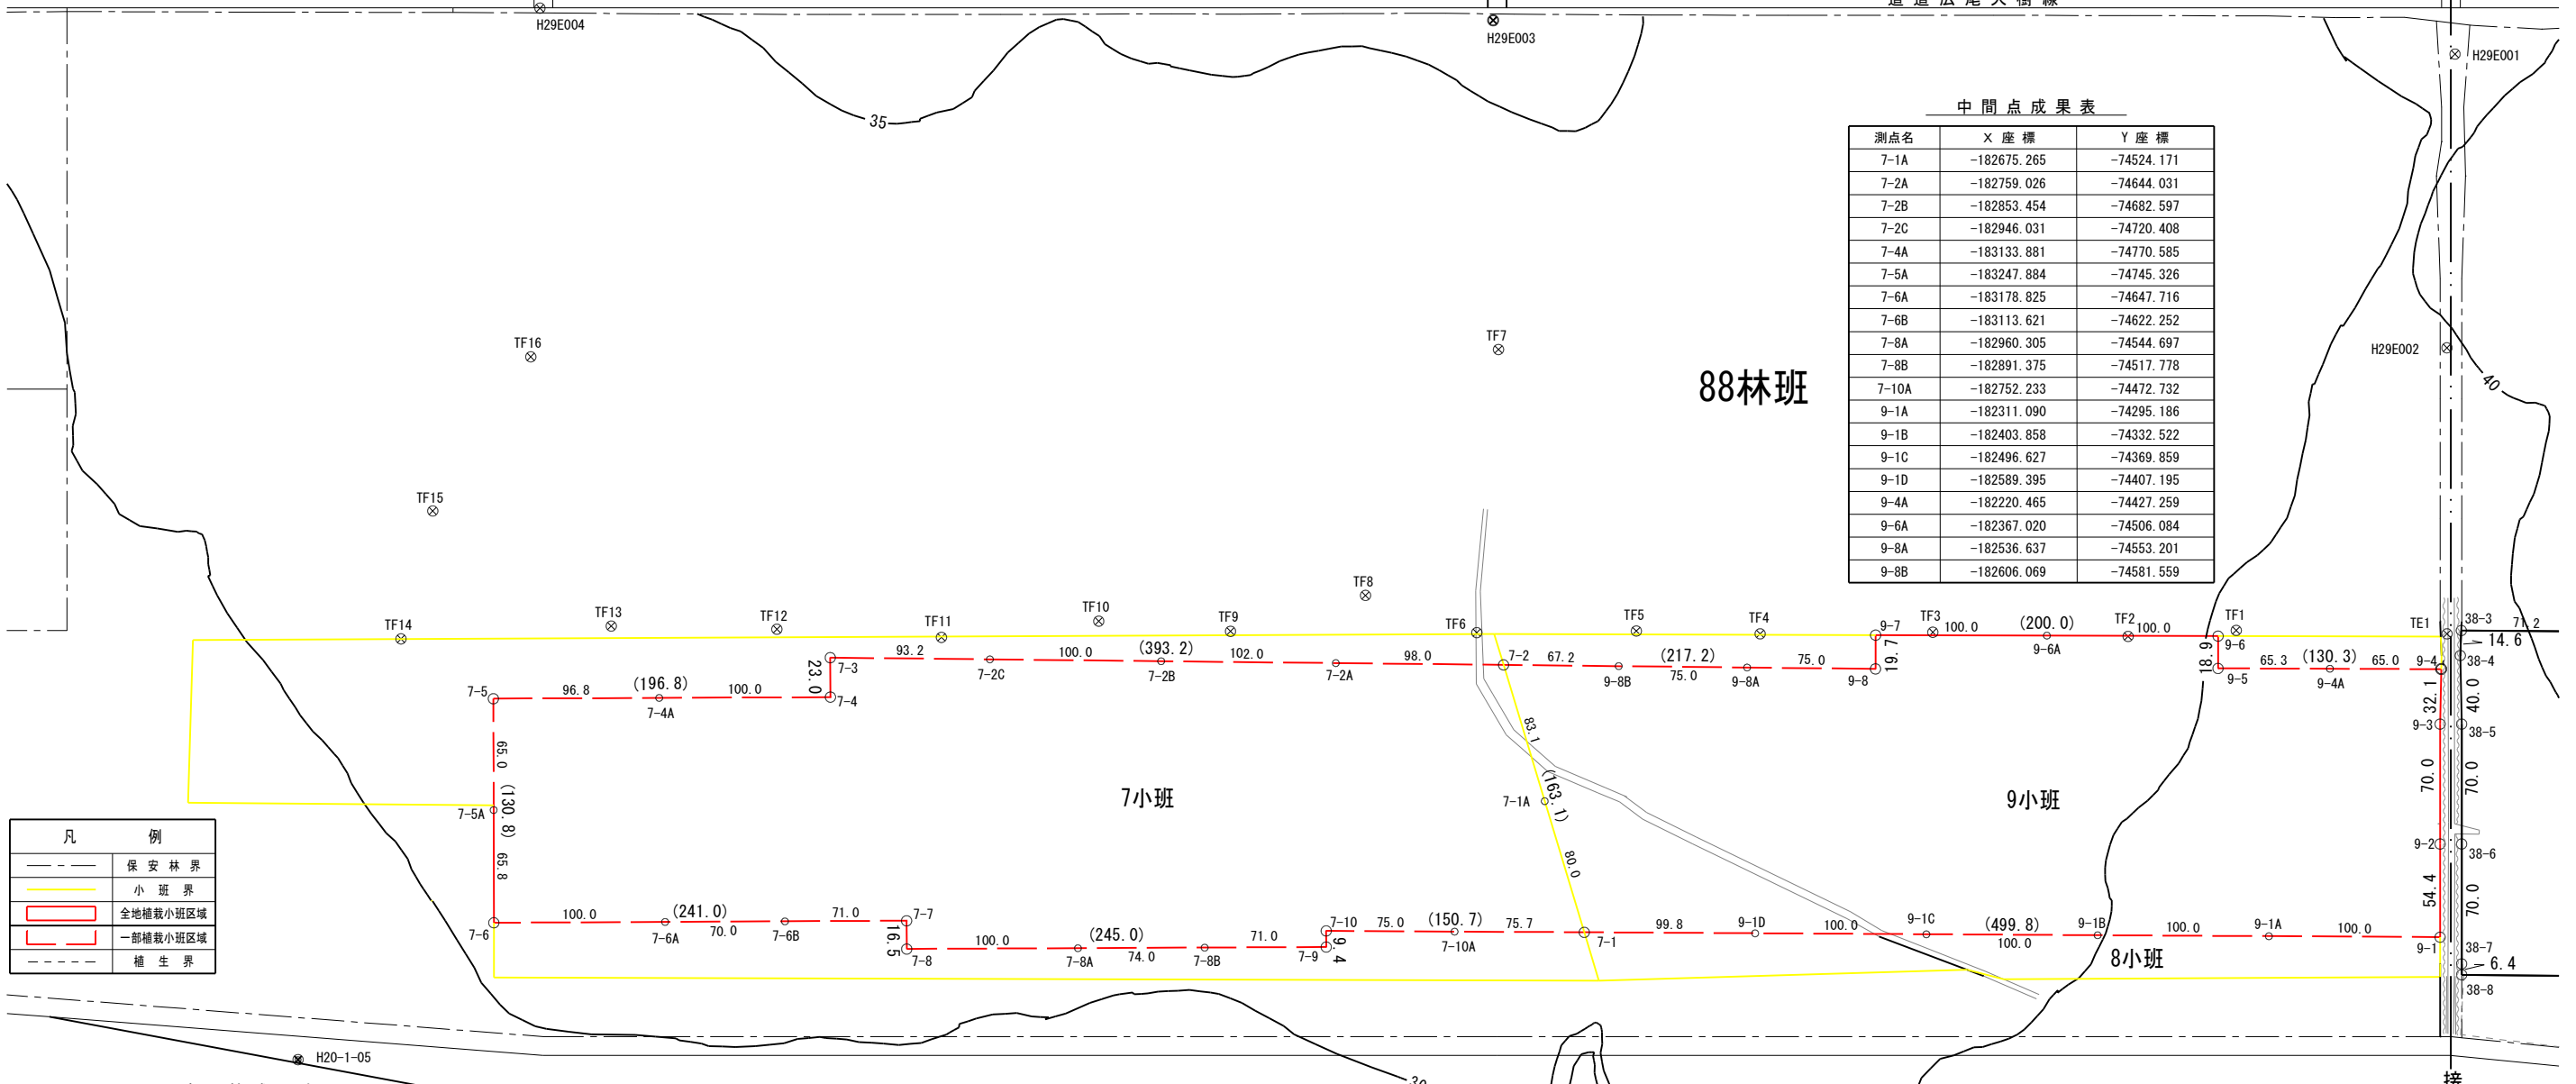 道 道 広 尾 大 樹 線
H29E004
H29E003
H29E001
35
中 間 点 成 果 表
測点名 X 座 標 Y 座 標
7-1A -182675.265 -74524.171
7-2A -182759.026 -74644.031
7-2B -182853.454 -74682.597
7-2C -182946.031 -74720.408
7-4A -183133.881 -74770.585
7-5A -183247.884 -74745.326
7-6A -183178.825 -74647.716
7-6B -183113.621 -74622.252
7-8A -182960.305 -74544.697
7-8B -182891.375 -74517.778
7-10A -182752.233 -74472.732
9-1A -182311.090 -74295.186
9-1B -182403.858 -74332.522
9-1C -182496.627 -74369.859
9-1D -182589.395 -74407.195
9-4A -182220.465 -74427.259
9-6A -182367.020 -74506.084
9-8A -182536.637 -74553.201
9-8B -182606.069 -74581.559
TF16
TF7
H29E002
88林班
40
TF15
TF14
TF13
TF12
TF11
TF10
TF9
TF8
TF6
TF5
TF4
9-7
TF3
100.0
(200.0)
9-6A
TF2
100.0
TF1
9-6
TE1
38-3
71.2
14.6
38-4
23.0
7-3
93.2
7-2C
100.0
(393.2)
7-2B
102.0
7-2A
98.0
7-2
67.2
9-8B
(217.2)
75.0
9-8A
75.0
9-8
19.7
18.9
9-5
65.3
(130.3)
9-4A
65.0
9-4
7-5
96.8
(196.8)
7-4A
100.0
7-4
32.1
40.0
9-3
38-5
65.0
(130.8)
7-5A
65.8
7小班
83.1
(163.1)
7-1A
80.0
9小班
70.0
70.0
9-2
38-6
54.4
70.0
凡 例
保 安 林 界
小 班 界
全地植栽小班区域
一部植栽小班区域
植 生 界
7-6
100.0
(241.0)
7-6A
70.0
7-6B
71.0
7-7
16.5
7-8
100.0
(245.0)
7-8A
74.0
7-8B
71.0
7-9
7-10
9.4
75.0
(150.7)
7-10A
75.7
7-1
99.8
9-1D
100.0
9-1C
(499.8)
100.0
9-1B
100.0
9-1A
100.0
9-1
8小班
38-7
6.4
38-8
H20-1-05
30
接